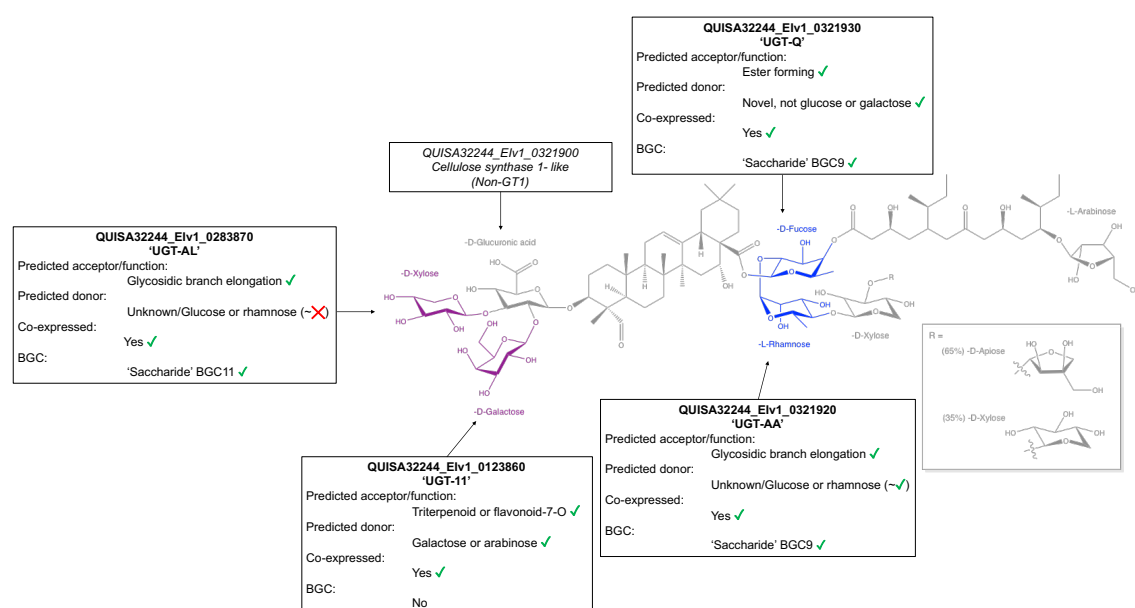 QUISA32244_Elv1_0321930
'UGT-Q'
Predicted acceptor/function:
Ester forming ✓
Predicted donor:
Novel, not glucose or galactose ✓
Co-expressed:
Yes ✓
BGC:
'Saccharide' BGC9 ✓
QUISA32244_Elv1_0321900
Cellulose synthase 1- like
(Non-GT1)
QUISA32244_Elv1_0283870
'UGT-AL'
Predicted acceptor/function:
Glycosidic branch elongation ✓
Predicted donor:
Unknown/Glucose or rhamnose (~✗)
Co-expressed:
Yes ✓
BGC:
'Saccharide' BGC11 ✓
-D-Glucuronic acid
-D-Xylose
-D-Galactose
-D-Fucose
-L-Rhamnose
-D-Xylose
-L-Arabinose
QUISA32244_Elv1_0123860
'UGT-11'
Predicted acceptor/function:
Triterpenoid or flavonoid-7-O ✓
Predicted donor:
Galactose or arabinose ✓
Co-expressed:
Yes ✓
BGC:
No
QUISA32244_Elv1_0321920
'UGT-AA'
Predicted acceptor/function:
Glycosidic branch elongation ✓
Predicted donor:
Unknown/Glucose or rhamnose (~✓)
Co-expressed:
Yes ✓
BGC:
'Saccharide' BGC9 ✓
R =
(65%) -D-Apiose
(35%) -D-Xylose